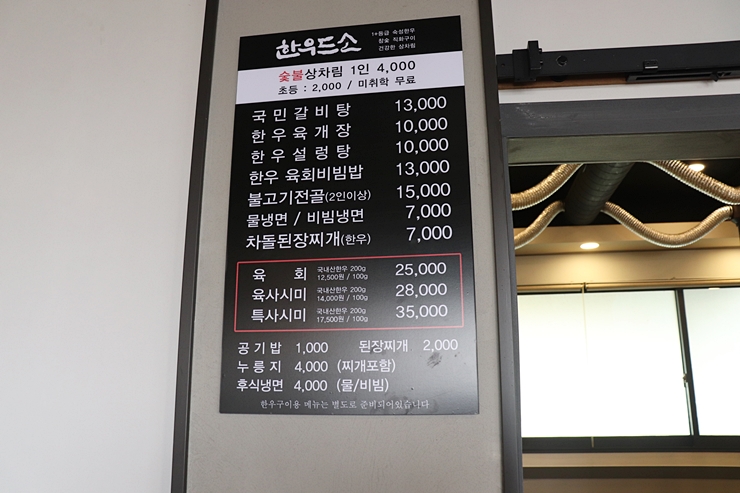 한우드소
1+등급 숙성한우
참숯 직화구이
건강한 상차림
숯불상차림 1인 4,000
초등 : 2,000 / 미취학 무료
국민갈비탕 13,000
한우육개장 10,000
한우설렁탕 10,000
한우 육회비빔밥 13,000
불고기전골(2인이상) 15,000
물냉면 / 비빔냉면 7,000
차돌된장찌개(한우) 7,000
육 회 국내산한우 200g 25,000
12,500원 / 100g
육사시미 국내산한우 200g 28,000
14,000원 / 100g
특사시미 국내산한우 200g 35,000
17,500원 / 100g
공기밥 1,000 된장찌개 2,000
누룽지 4,000 (찌개포함)
후식냉면 4,000 (물/비빔)
한우구이용 메뉴는 별도로 준비되어있습니다